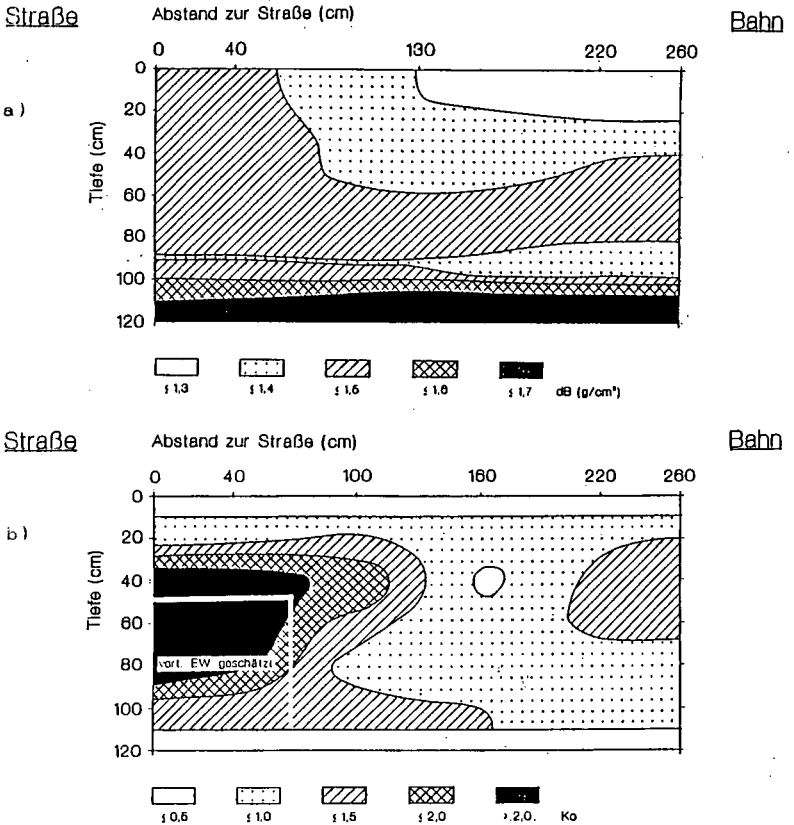 Straße Abstand zur Straße (cm) Bahn
0 40 130 220 260
a)
Tiefe (cm)
0
20
40
60
80
100
120
≤ 1,3 ≤ 1,4 ≤ 1,5 ≤ 1,6 ≤ 1,7 dB (g/cm³)
Straße Abstand zur Straße (cm) Bahn
0 40 100 160 220 260
b)
Tiefe (cm)
0
20
40
60
80
100
120
vert. EW geschätzt
≤ 0,5 ≤ 1,0 ≤ 1,5 ≤ 2,0 > 2,0 Ko